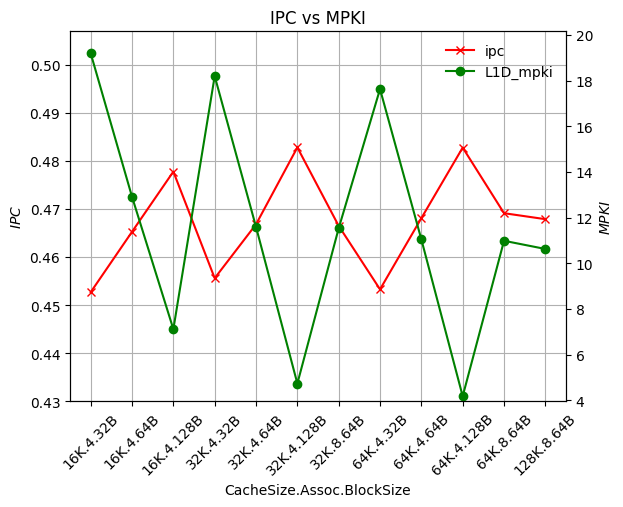 IPC vs MPKI
ipc
L1D_mpki
0.50
0.49
0.48
0.47
0.46
0.45
0.44
0.43
IPC
20
18
16
14
12
10
8
6
4
MPKI
16K.4.32B
16K.4.64B
16K.4.128B
32K.4.32B
32K.4.64B
32K.4.128B
32K.8.64B
64K.4.32B
64K.4.64B
64K.4.128B
64K.8.64B
128K.8.64B
CacheSize.Assoc.BlockSize